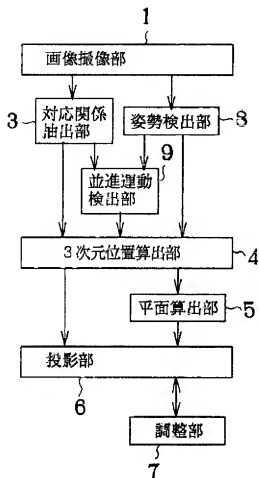 1
画像撮像部
3
対応関係
抽出部
姿勢検出部
8
9
並進運動
検出部
3次元位置算出部
4
平面算出部
5
投影部
6
調整部
7